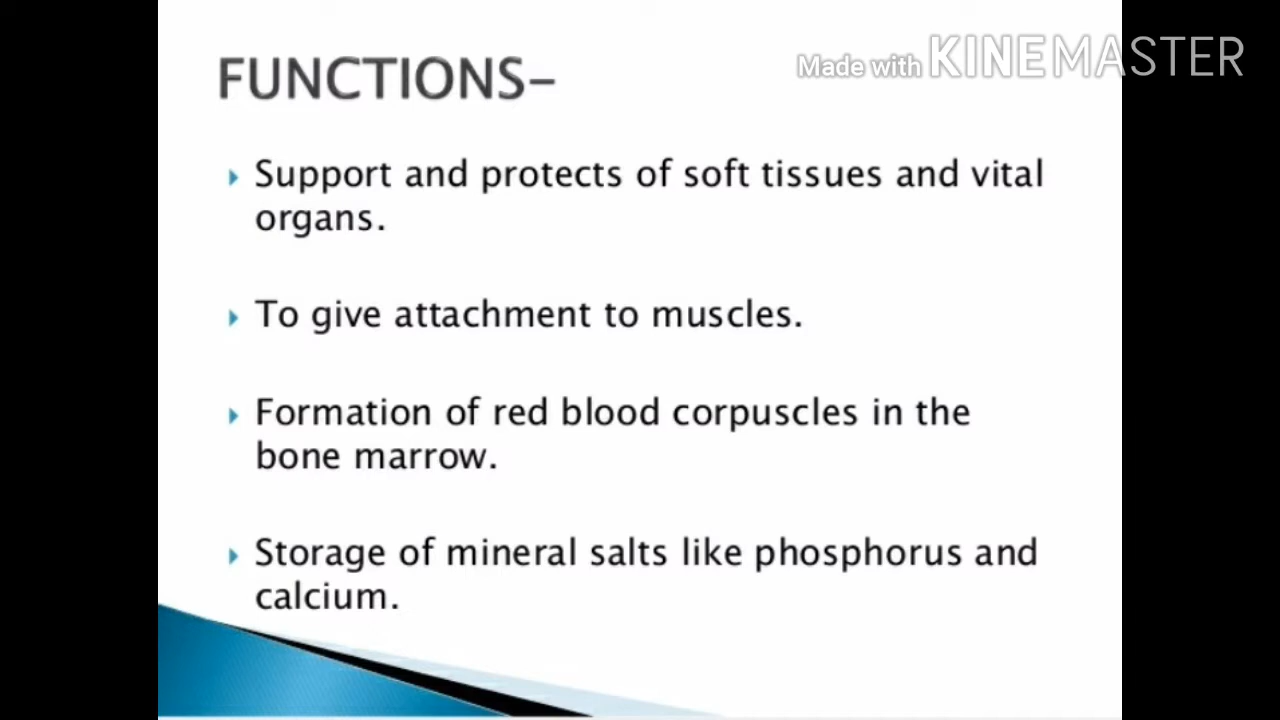 FUNCTIONS-
Made with KINEMASTER
Support and protects of soft tissues and vital
organs.
To give attachment to muscles.
Formation of red blood corpuscles in the
bone marrow.
Storage of mineral salts like phosphorus and
calcium.